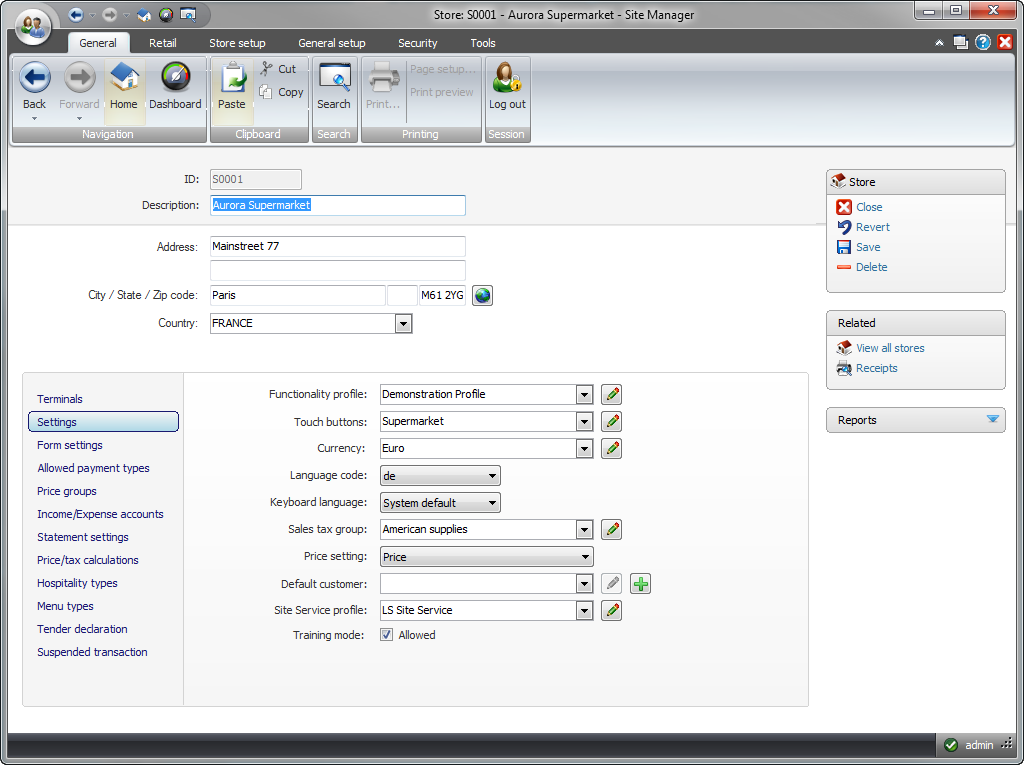 Store: S0001 - Aurora Supermarket - Site Manager
General Retail Store setup General setup Security Tools
Back Forward Home Dashboard Paste Cut Copy Search Print... Page setup... Print preview Log out
Navigation Clipboard Search Printing Session
ID: S0001
Description: Aurora Supermarket
Address: Mainstreet 77
City / State / Zip code: Paris M61 2YG
Country: FRANCE
Store
Close
Revert
Save
Delete
Related
View all stores
Receipts
Reports
Terminals
Settings
Form settings
Allowed payment types
Price groups
Income/Expense accounts
Statement settings
Price/tax calculations
Hospitality types
Menu types
Tender declaration
Suspended transaction
Functionality profile: Demonstration Profile
Touch buttons: Supermarket
Currency: Euro
Language code: de
Keyboard language: System default
Sales tax group: American supplies
Price setting: Price
Default customer:
Site Service profile: LS Site Service
Training mode: Allowed
admin